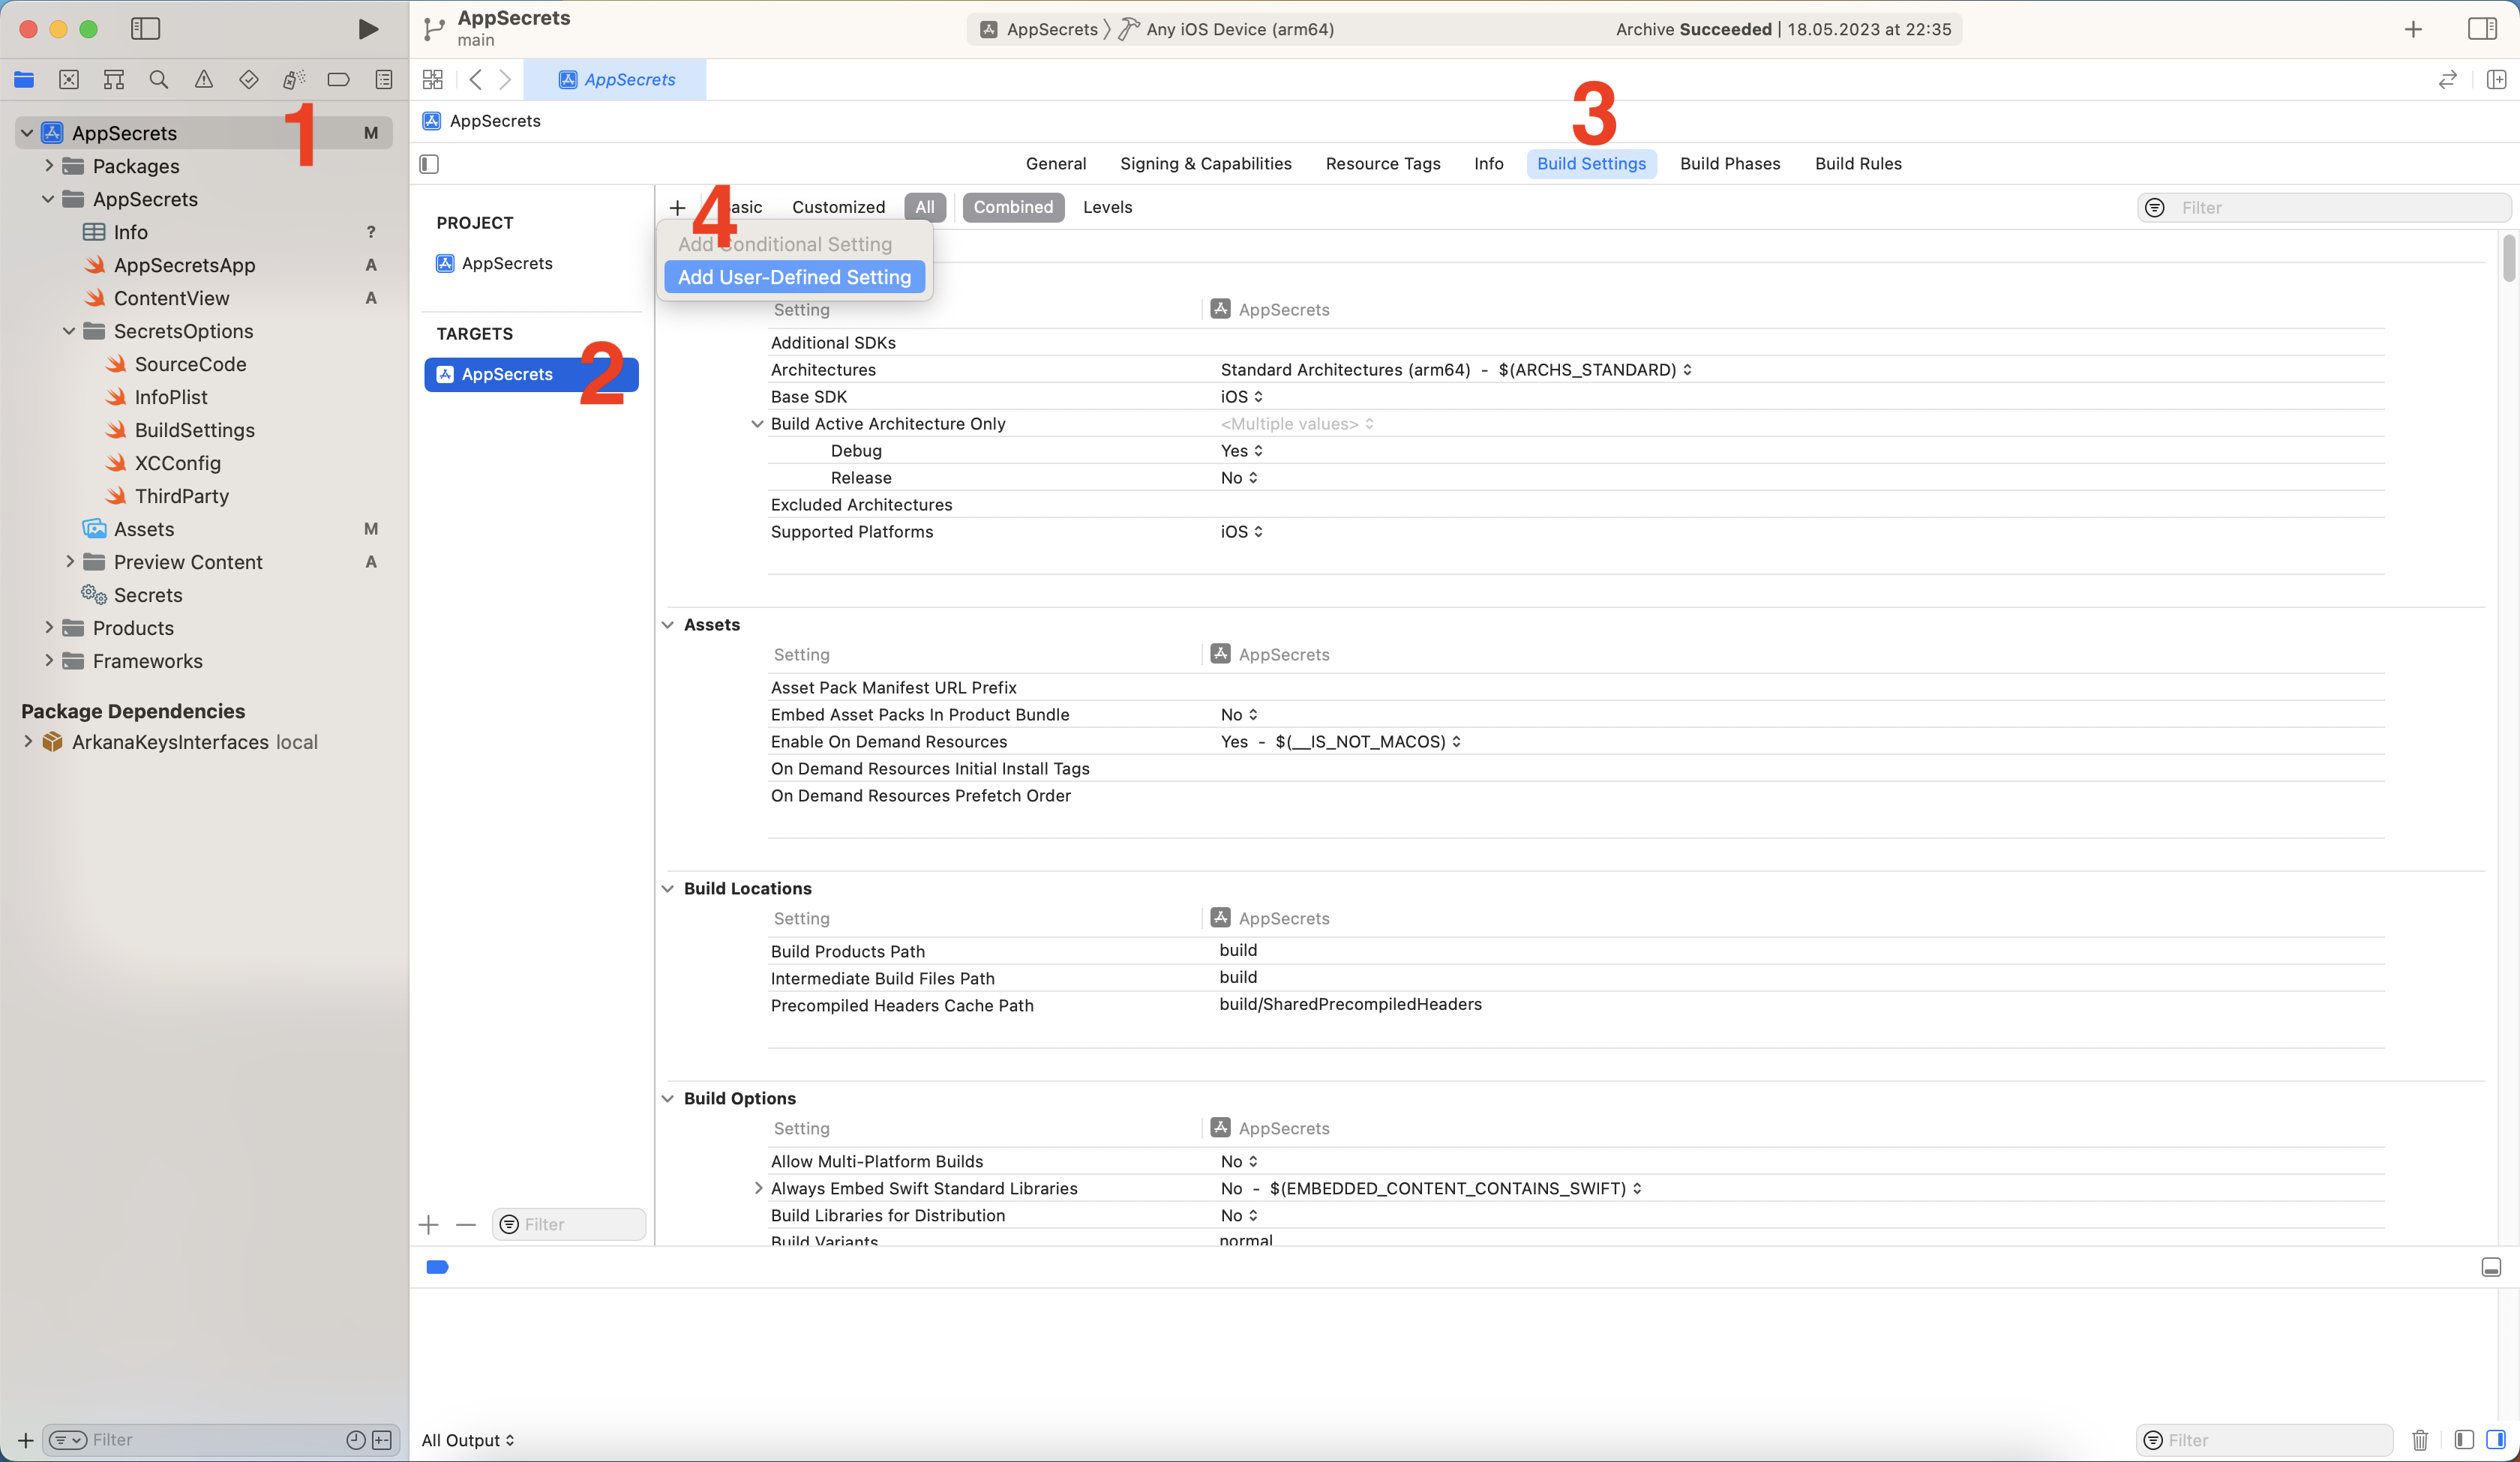 AppSecrets
main
AppSecrets
Any iOS Device (arm64)
Archive Succeeded | 18.05.2023 at 22:35
AppSecrets
1
AppSecrets M
Packages
AppSecrets
Info ?
AppSecretsApp A
ContentView A
SecretsOptions
SourceCode
InfoPlist
BuildSettings
XCConfig
ThirdParty
Assets M
Preview Content A
Secrets
Products
Frameworks
Package Dependencies
ArkanaKeysInterfaces local
Filter
AppSecrets
3
General Signing & Capabilities Resource Tags Info Build Settings Build Phases Build Rules
PROJECT
AppSecrets
TARGETS
AppSecrets
2
Filter
4
Customized All Combined Levels
Filter
Add Conditional Setting
Add User-Defined Setting
Setting AppSecrets
Additional SDKs
Architectures Standard Architectures (arm64) - $(ARCHS_STANDARD)
Base SDK iOS
Build Active Architecture Only <Multiple values>
Debug Yes
Release No
Excluded Architectures
Supported Platforms iOS
Assets
Setting AppSecrets
Asset Pack Manifest URL Prefix
Embed Asset Packs In Product Bundle No
Enable On Demand Resources Yes - $(__IS_NOT_MACOS)
On Demand Resources Initial Install Tags
On Demand Resources Prefetch Order
Build Locations
Setting AppSecrets
Build Products Path build
Intermediate Build Files Path build
Precompiled Headers Cache Path build/SharedPrecompiledHeaders
Build Options
Setting AppSecrets
Allow Multi-Platform Builds No
Always Embed Swift Standard Libraries No - $(EMBEDDED_CONTENT_CONTAINS_SWIFT)
Build Libraries for Distribution No
Build Variants normal
All Output
Filter